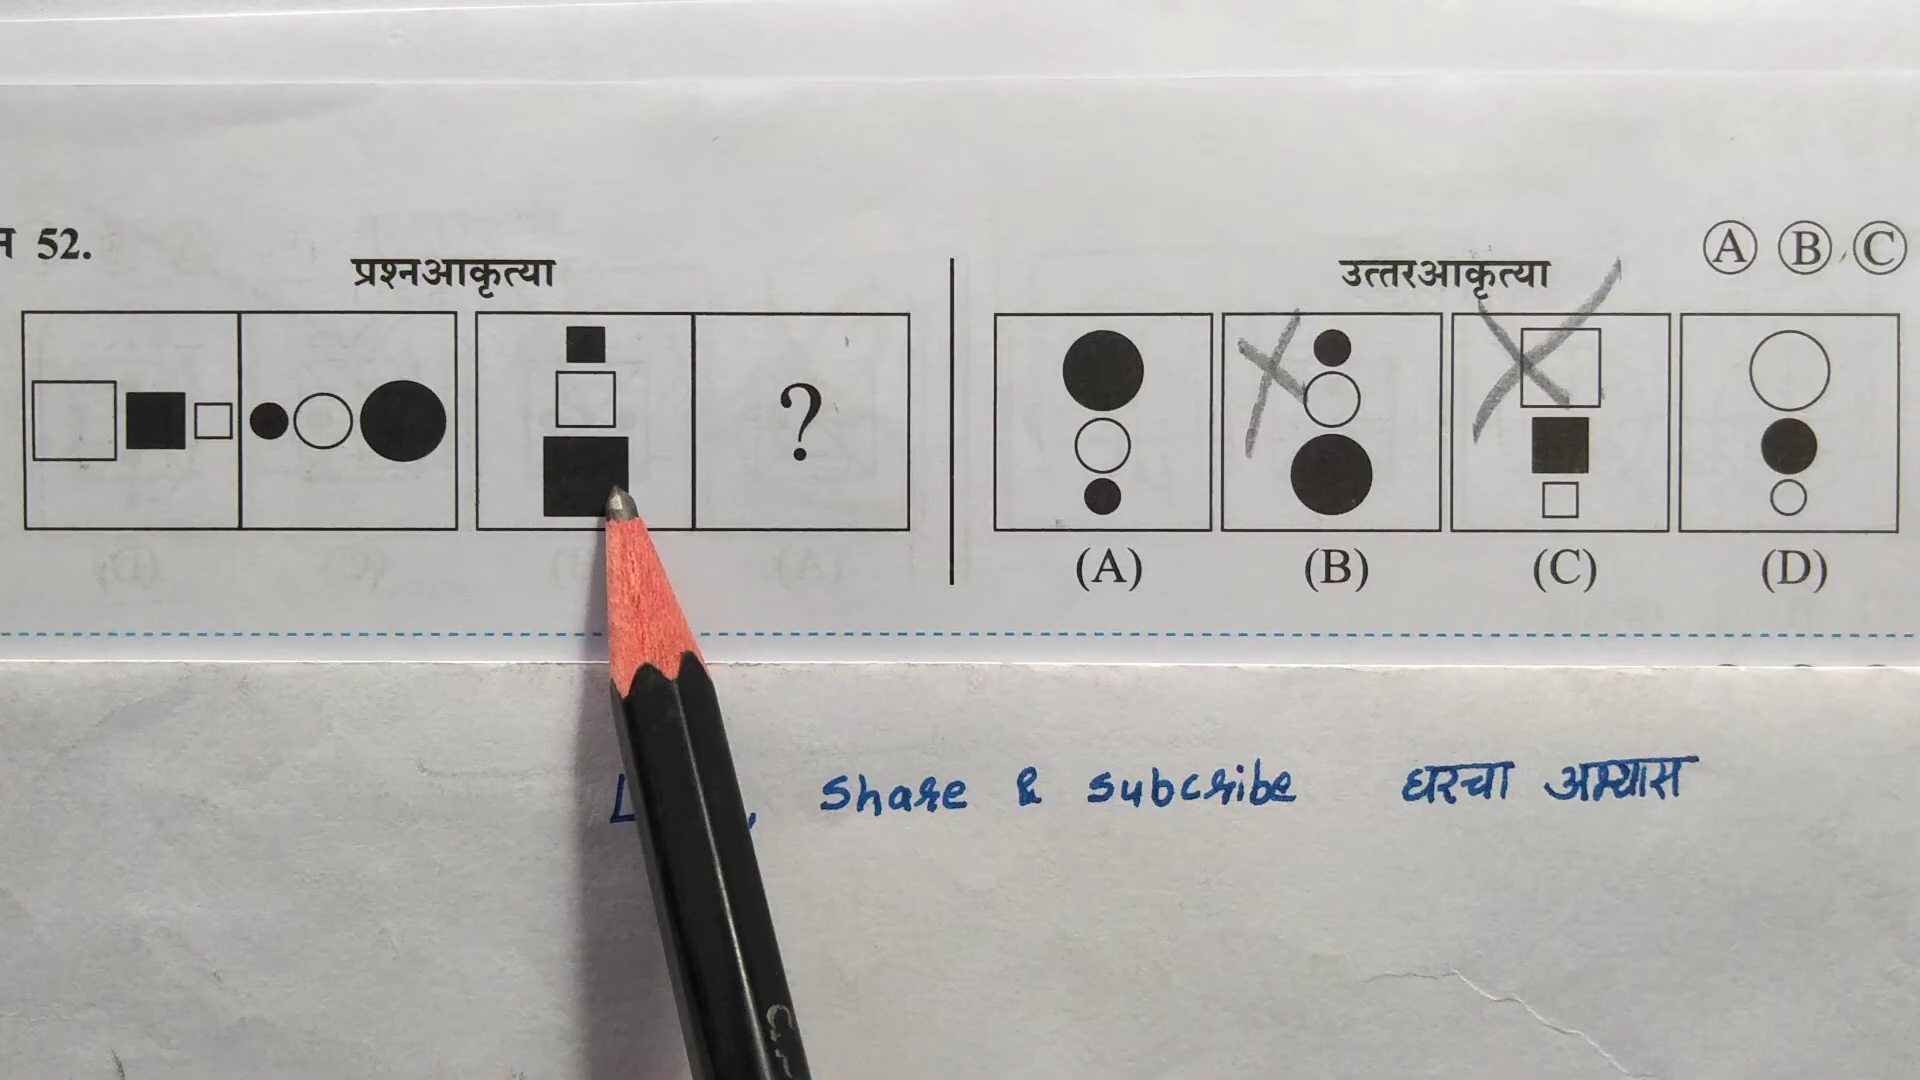 52.
प्रश्नआकृत्या
उत्तरआकृत्या
A B C
?
(A) (B) (C) (D)
Share & subcribe घरचा अभ्यास